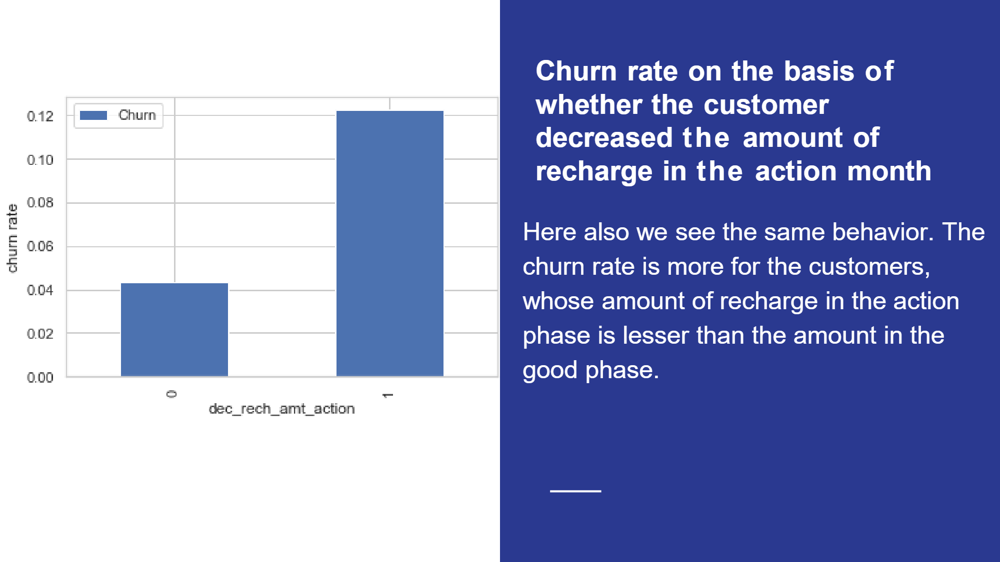 Churn
0.12
0.10
0.08
0.06
0.04
0.02
0.00
churn rate
0
1
dec_rech_amt_action
Churn rate on the basis of
whether the customer
decreased the amount of
recharge in the action month
Here also we see the same behavior. The
churn rate is more for the customers,
whose amount of recharge in the action
phase is lesser than the amount in the
good phase.